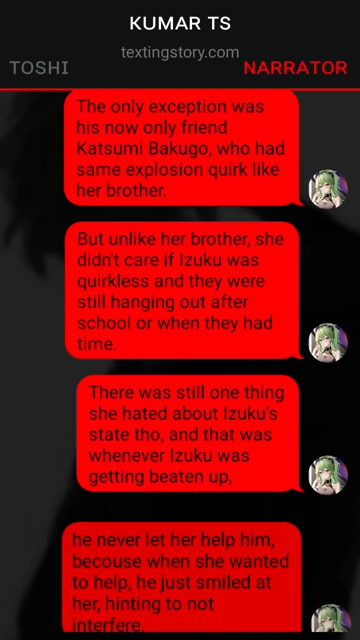 KUMAR TS
textingstory.com
TOSHI
NARRATOR
The only exception was
his now only friend
Katsumi Bakugo, who had
same explosion quirk like
her brother.
But unlike her brother, she
didn't care if Izuku was
quirkless and they were
still hanging out after
school or when they had
time.
There was still one thing
she hated about Izuku's
state tho, and that was
whenever Izuku was
getting beaten up,
he never let her help him,
becouse when she wanted
to help, he just smiled at
her, hinting to not
interfere.